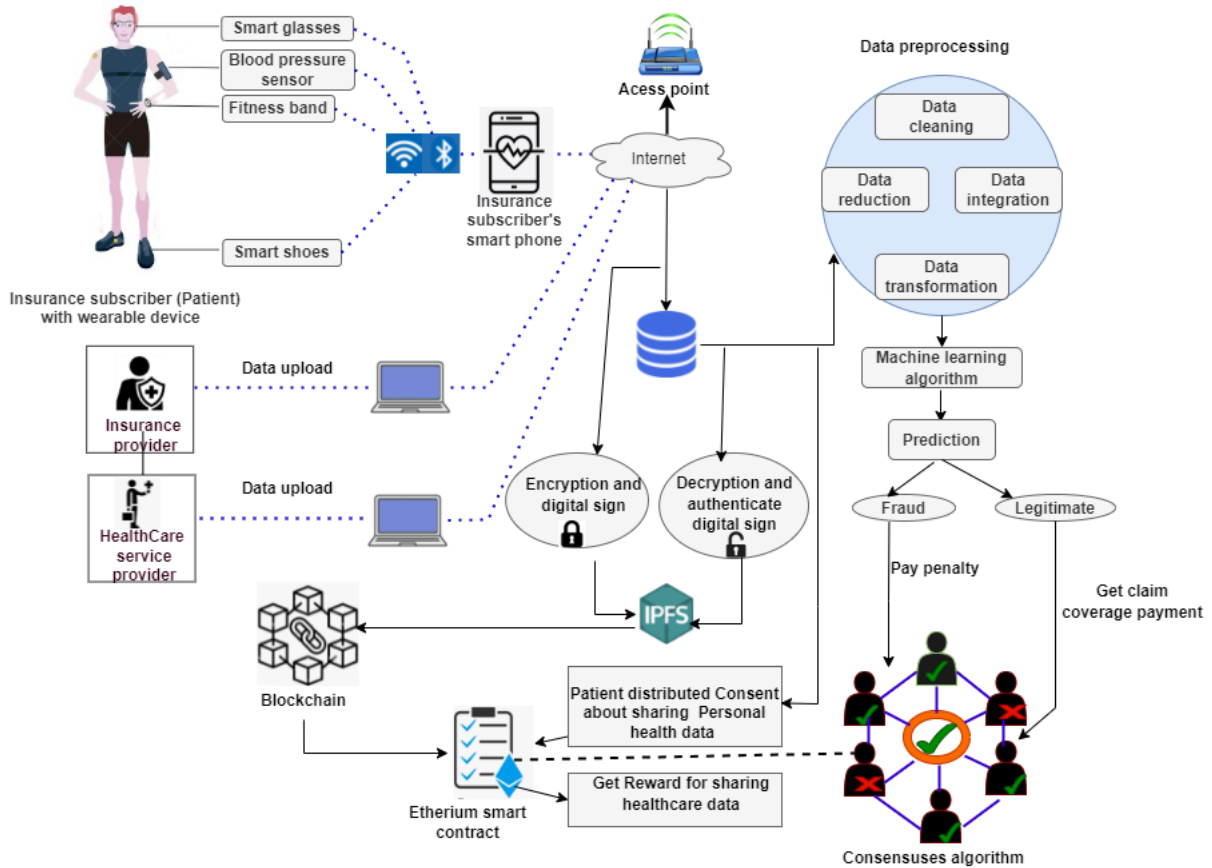 Smart glasses
Blood pressure
sensor
Fitness band
Smart shoes
Insurance subscriber (Patient)
with wearable device
Insurance
subscriber's
smart phone
Acess point
Internet
Data preprocessing
Data
cleaning
Data
reduction
Data
integration
Data
transformation
Machine learning
algorithm
Prediction
Fraud
Legitimate
Pay penalty
Get claim
coverage payment
Insurance
provider
Data upload
HealthCare
service
provider
Data upload
Encryption and
digital sign
Decryption and
authenticate
digital sign
IPFS
Blockchain
Patient distributed Consent
about sharing Personal
health data
Etherium smart
contract
Get Reward for sharing
healthcare data
Consensuses algorithm